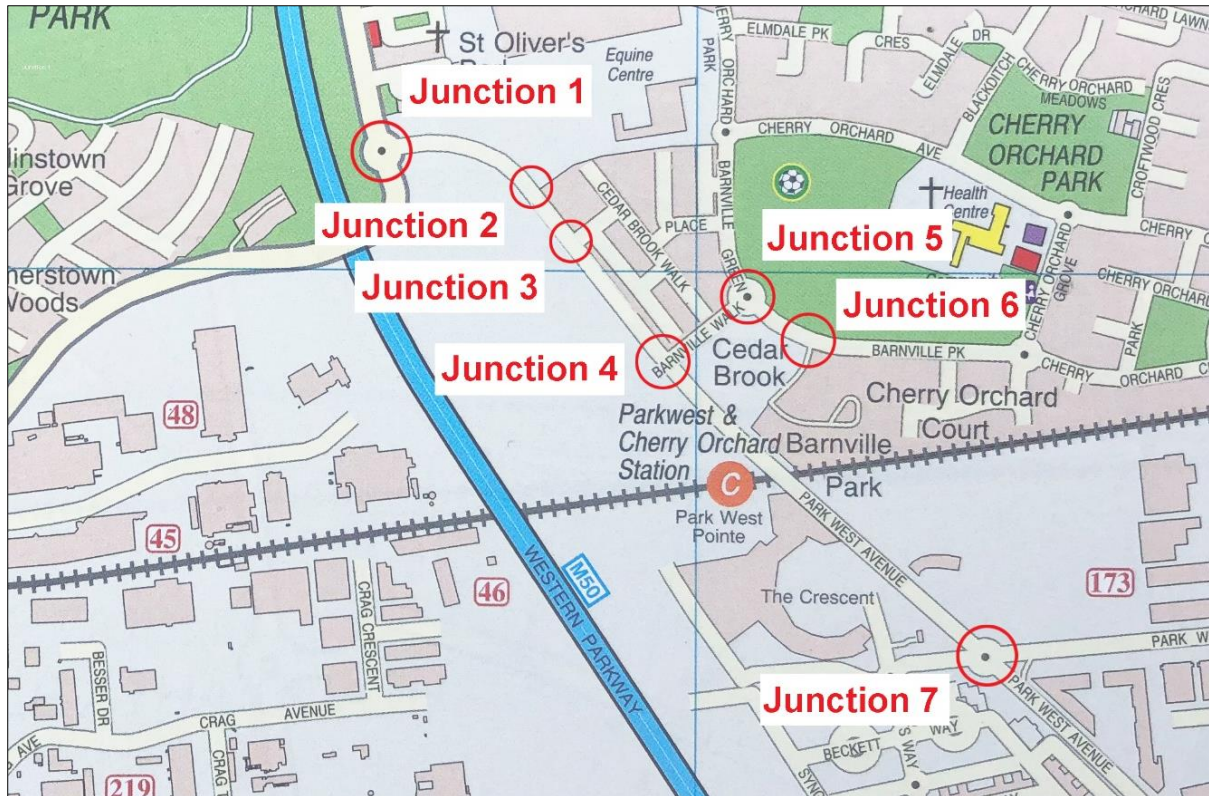 PARK
St Oliver's
Equine
Centre
CHERRY ORCHARD
PARK
ELMDALE PK
CRES
ELMDALE
DR
ORCHARD LAWN
CHERRY ORCHARD
MEADOWS
BLACKDITCH
CROFTWOOD CRES
Junction 1
CHERRY ORCHARD AVE
CHERRY
ORCHARD
PARK
Health
Centre
BARNVILLE GREEN
CEDAR BROOK WALK
PLACE
Junction 2
Junction 5
CHERRY ORCHARD
GROVE
CHERRY
CHERRY ORCHARD
PARK
Junction 3
Junction 6
Woods
BARNVILLE WALK
Cedar
Brook
BARNVILLE PK
CHERRY ORCHARD
Junction 4
Cherry Orchard
Court
48
Parkwest &
Cherry Orchard
Station
Barnville
Park
C
Park West
Pointe
PARK WEST AVENUE
45
46
M50
WESTERN PARKWAY
173
The Crescent
CRAG CRESCENT
BESSER DR
CRAG AVENUE
AVE
CRAG
PARK W
PARK WEST AVENUE
Junction 7
BECKETT WAY
S WAY
SYNG
219